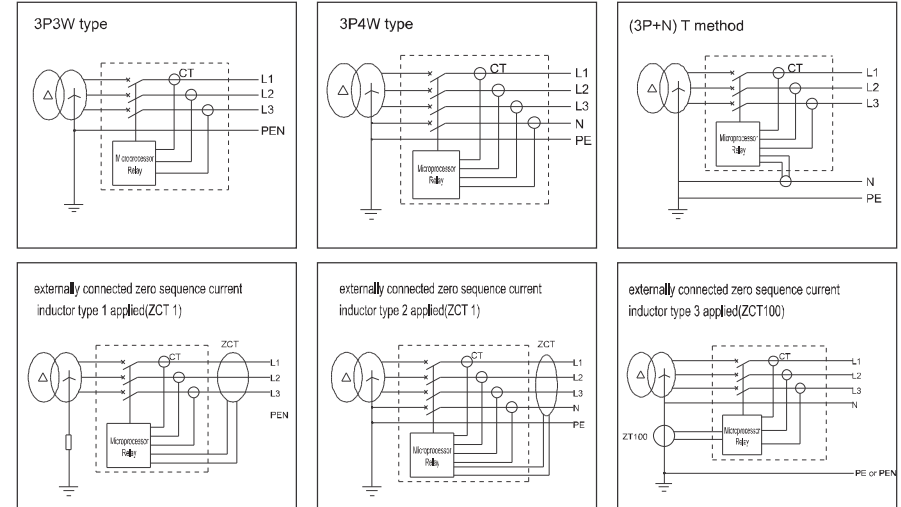 3P3W type
CT
L1
L2
L3
PEN
Microprocessor
Relay
3P4W type
CT
L1
L2
L3
N
PE
Microprocessor
Relay
(3P+N) T method
CT
L1
L2
L3
Microprocessor
Relay
N
PE
externally connected zero sequence current
inductor type 1 applied(ZCT 1)
ZCT
CT
L1
L2
L3
PEN
Microprocessor
Relay
externally connected zero sequence current
inductor type 2 applied(ZCT 1)
ZCT
CT
L1
L2
L3
N
PE
Microprocessor
Relay
externally connected zero sequence current
inductor type 3 applied(ZCT100)
CT
L1
L2
L3
N
ZT100
Microprocessor
Relay
PE or PEN